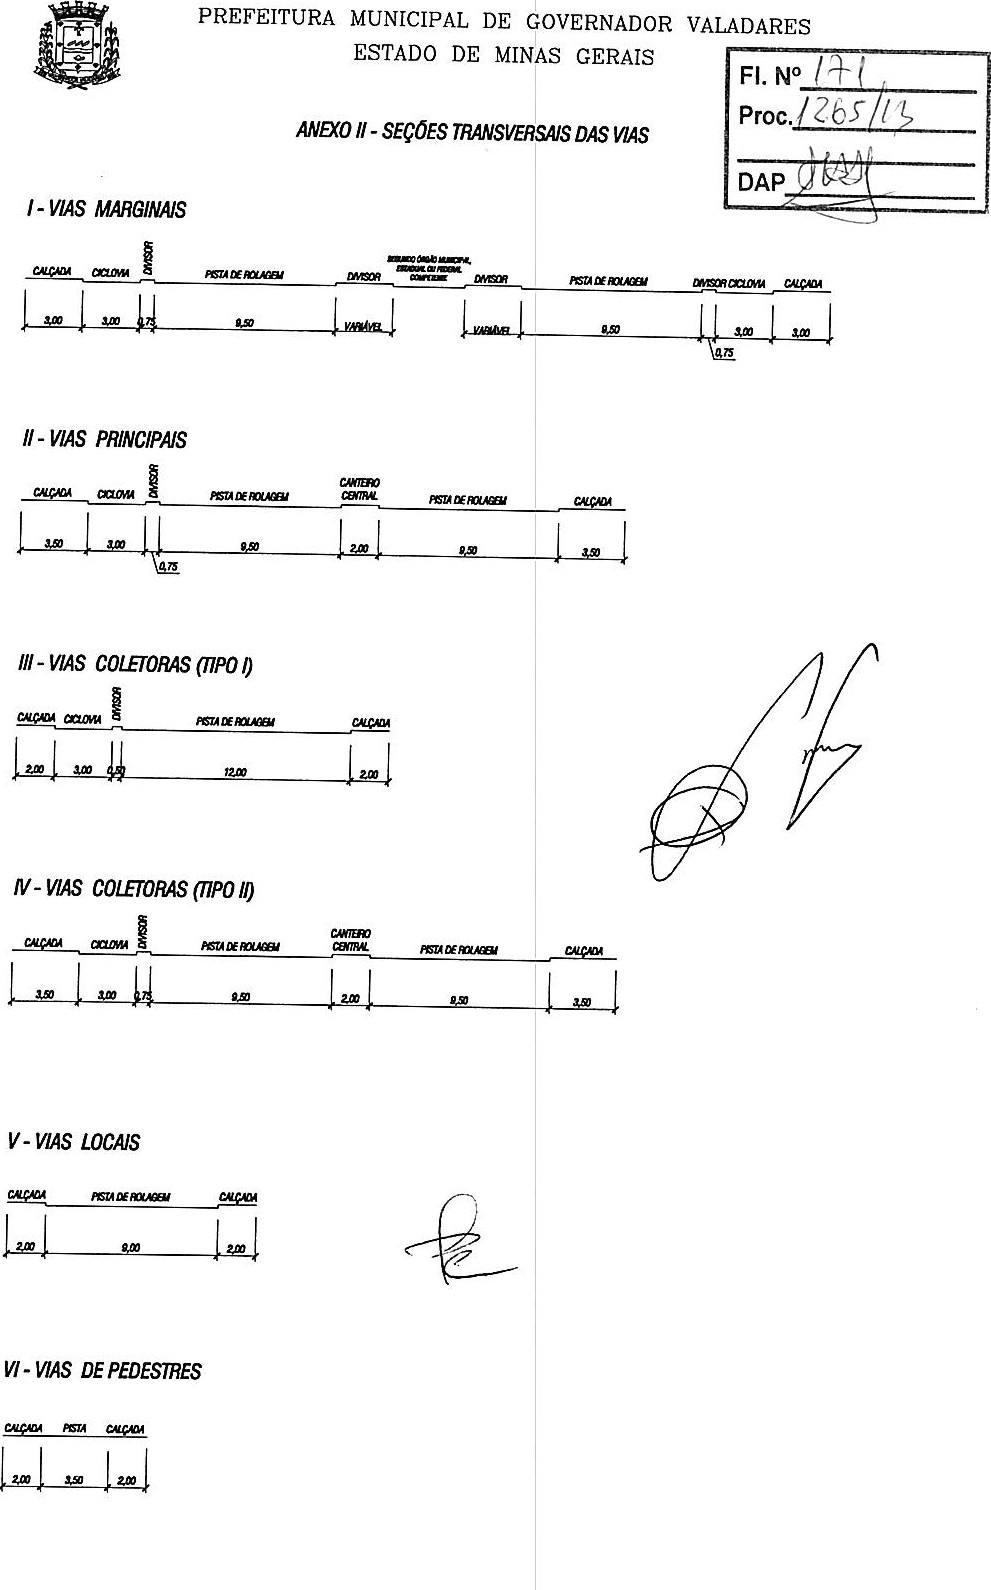 PREFEITURA MUNICIPAL DE GOVERNADOR VALADARES
ESTADO DE MINAS GERAIS
Fl. Nº 171
Proc. 1265/13
DAP
ANEXO II - SEÇÕES TRANSVERSAIS DAS VIAS
I - VIAS MARGINAIS
CALÇADA CICLOVIA DIVISOR PISTA DE ROLAGEM DIVISOR SEGUNDO ÓRGÃO MUNICIPAL, ESTADUAL OU FEDERAL COMPETENTE DIVISOR PISTA DE ROLAGEM DIVISOR CICLOVIA CALÇADA
3,00 3,00 0,75 9,50 VARIÁVEL VARIÁVEL 9,50 3,00 3,00
0,75
II - VIAS PRINCIPAIS
CALÇADA CICLOVIA DIVISOR PISTA DE ROLAGEM CANTEIRO CENTRAL PISTA DE ROLAGEM CALÇADA
3,50 3,00 9,50 2,00 9,50 3,50
0,75
III - VIAS COLETORAS (TIPO I)
CALÇADA CICLOVIA DIVISOR PISTA DE ROLAGEM CALÇADA
2,00 3,00 0,50 12,00 2,00
IV - VIAS COLETORAS (TIPO II)
CALÇADA CICLOVIA DIVISOR PISTA DE ROLAGEM CANTEIRO CENTRAL PISTA DE ROLAGEM CALÇADA
3,50 3,00 0,75 9,50 2,00 9,50 3,50
V - VIAS LOCAIS
CALÇADA PISTA DE ROLAGEM CALÇADA
2,00 9,00 2,00
VI - VIAS DE PEDESTRES
CALÇADA PISTA CALÇADA
2,00 3,50 2,00